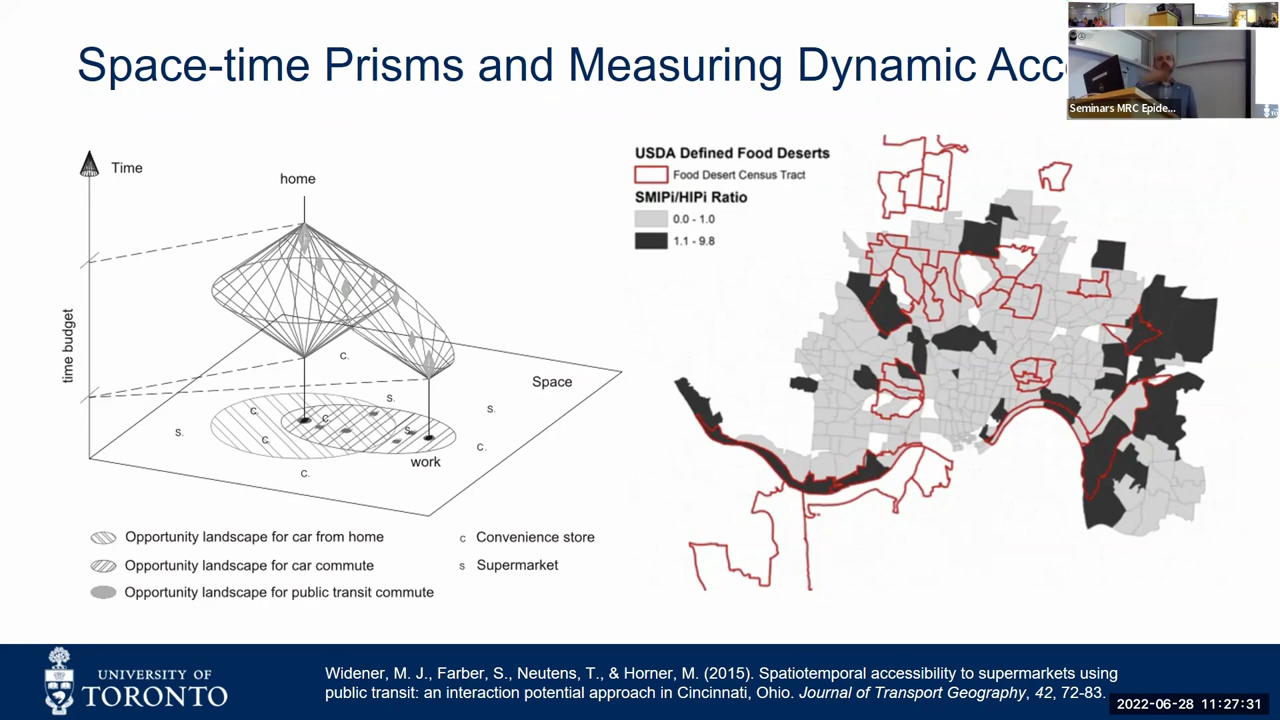 Space-time Prisms and Measuring Dynamic Acc
Seminars MRC Epide...
Time
home
time budget
C.
Space
C.
C.
S.
S.
S.
S.
C.
C.
C.
work
Opportunity landscape for car from home
Opportunity landscape for car commute
Opportunity landscape for public transit commute
c Convenience store
s Supermarket
USDA Defined Food Deserts
Food Desert Census Tract
SMIPi/HIPi Ratio
0.0 - 1.0
1.1 - 9.8
UNIVERSITY OF
TORONTO
Widener, M. J., Farber, S., Neutens, T., & Horner, M. (2015). Spatiotemporal accessibility to supermarkets using
public transit: an interaction potential approach in Cincinnati, Ohio. Journal of Transport Geography, 42, 72-83.
2022-06-28 11:27:31